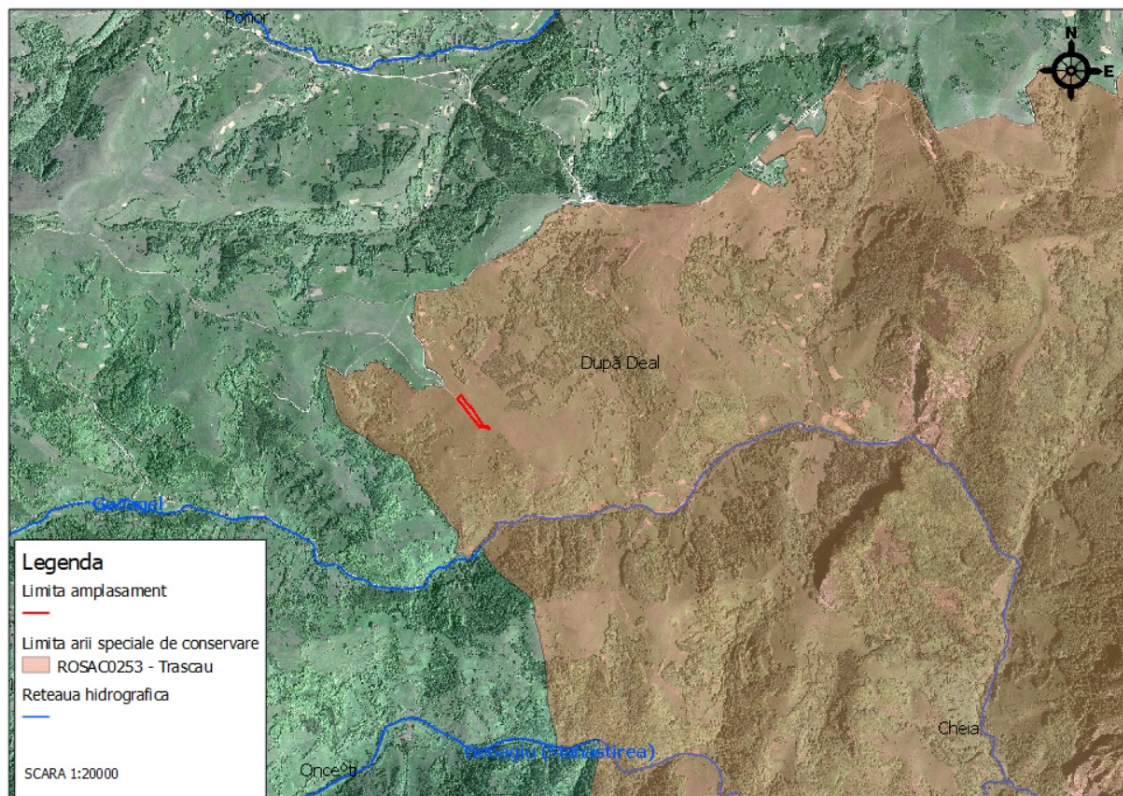 Ponor
N
E
După Deal
Legenda
Limita amplasament
Limita arii speciale de conservare
ROSAC0253 - Trascau
Reteaua hidrografica
SCARA 1:20000
Cheia
(Manastirea)